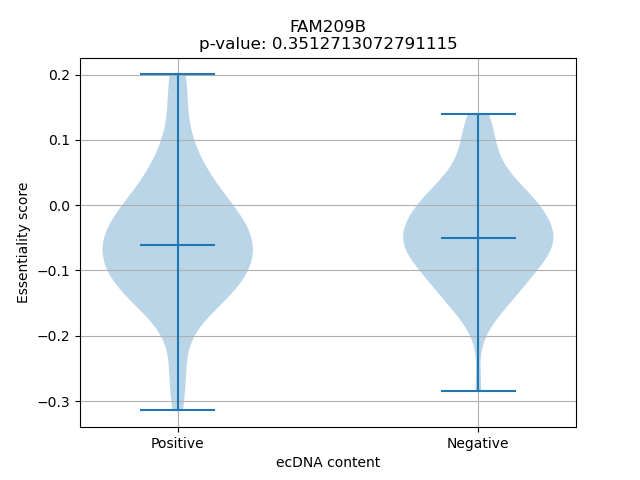 FAM209B
p-value: 0.3512713072791115
0.2
0.1
0.0
−0.1
−0.2
−0.3
Essentiality score
Positive
Negative
ecDNA content